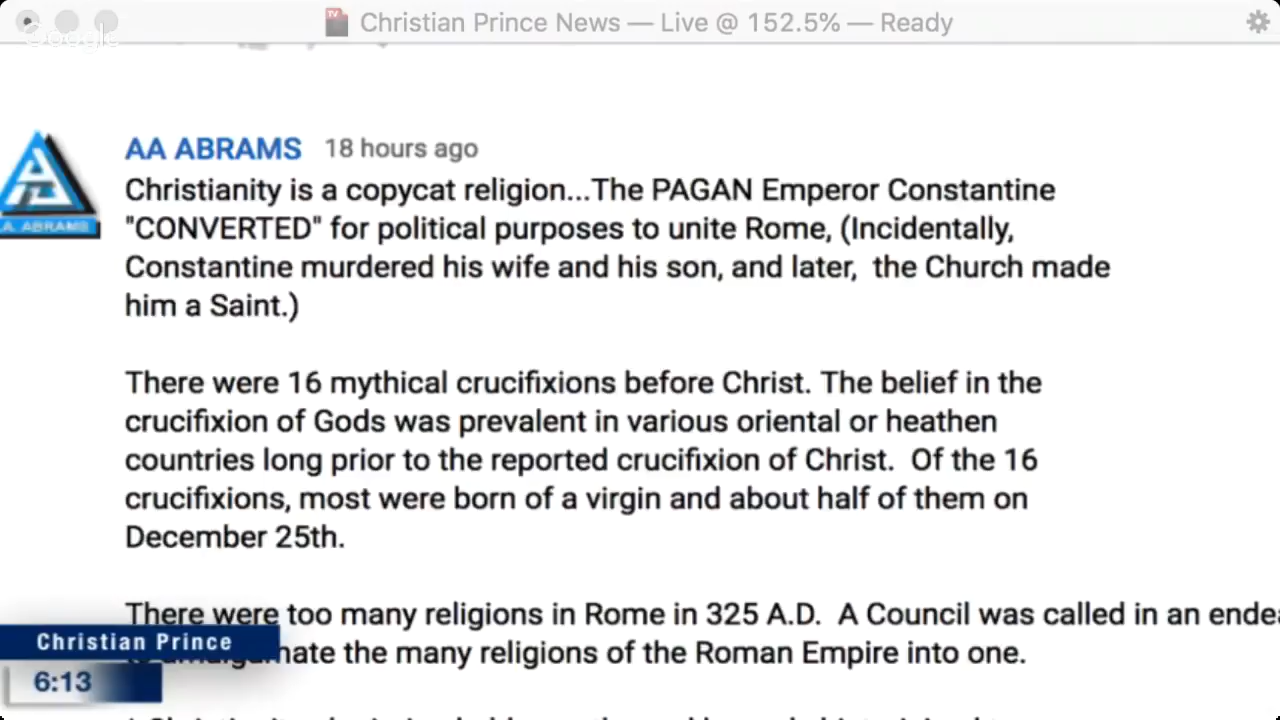 Christian Prince News — Live @ 152.5% — Ready
Google
AA ABRAMS 18 hours ago
A. ABRAMS
Christianity is a copycat religion...The PAGAN Emperor Constantine
"CONVERTED" for political purposes to unite Rome, (Incidentally,
Constantine murdered his wife and his son, and later,  the Church made
him a Saint.)
There were 16 mythical crucifixions before Christ. The belief in the
crucifixion of Gods was prevalent in various oriental or heathen
countries long prior to the reported crucifixion of Christ.  Of the 16
crucifixions, most were born of a virgin and about half of them on
December 25th.
There were too many religions in Rome in 325 A.D.  A Council was called in an endea
the many religions of the Roman Empire into one.
Christian Prince
6:13